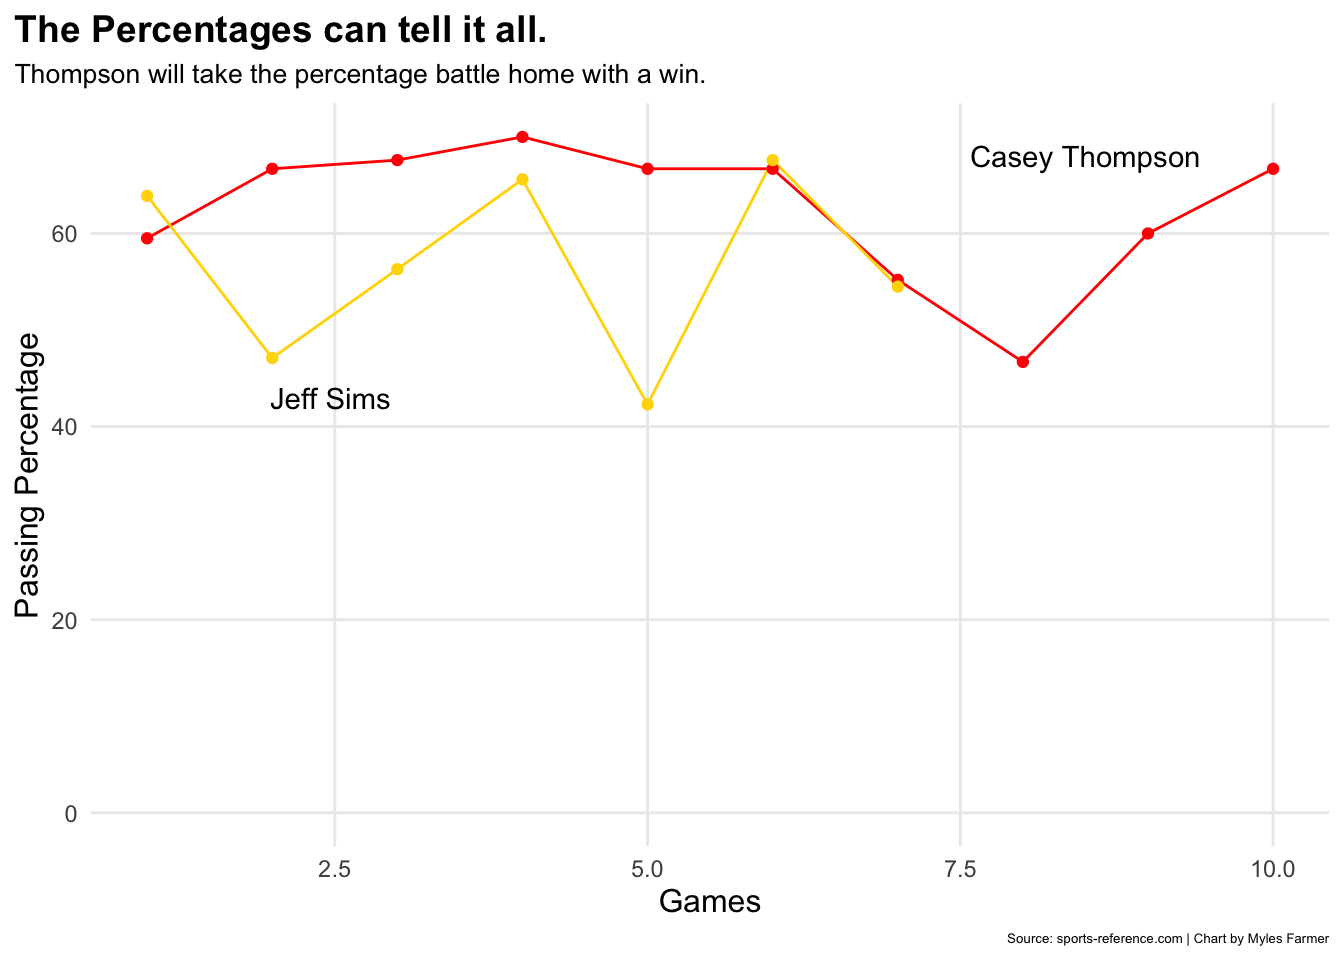 The Percentages can tell it all.
Thompson will take the percentage battle home with a win.
Casey Thompson
Jeff Sims
Passing Percentage
60
40
20
0
2.5
5.0
7.5
10.0
Games
Source: sports-reference.com | Chart by Myles Farmer